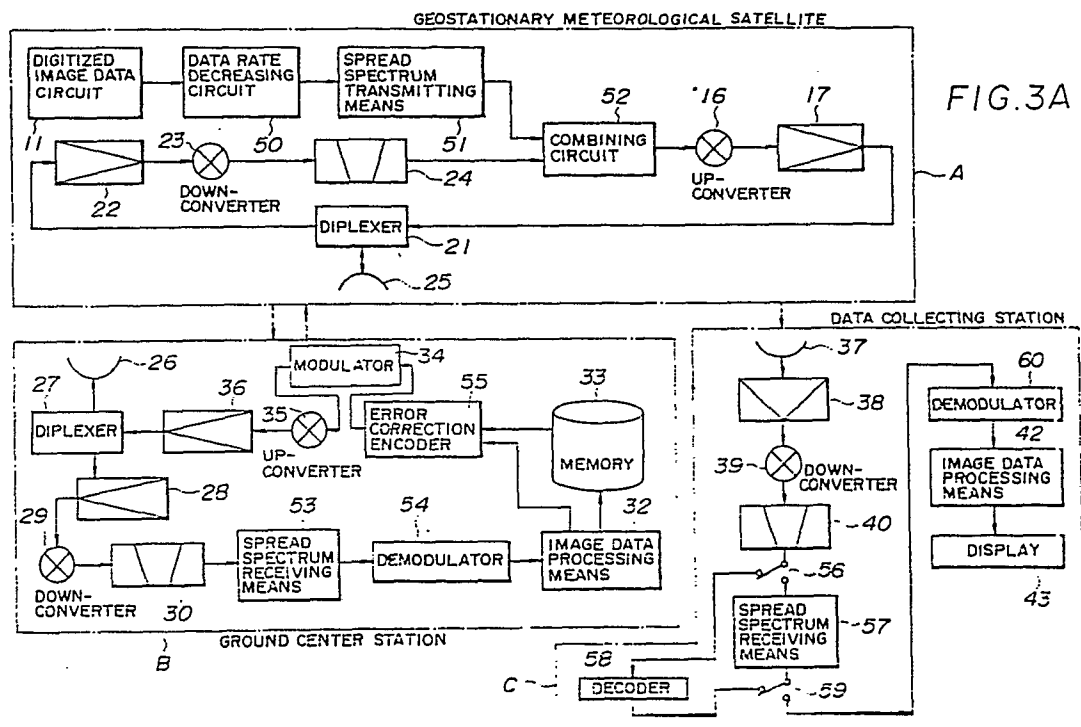 GEOSTATIONARY METEOROLOGICAL SATELLITE
FIG.3A
DIGITIZED
IMAGE DATA
CIRCUIT
11
DATA RATE
DECREASING
CIRCUIT
50
SPREAD
SPECTRUM
TRANSMITTING
MEANS
51
52
COMBINING
CIRCUIT
16
UP-
CONVERTER
17
22
23
DOWN-
CONVERTER
24
A
DIPLEXER
21
25
DATA COLLECTING STATION
26
27
DIPLEXER
36
35
UP-
CONVERTER
MODULATOR
34
ERROR
CORRECTION
ENCODER
55
33
MEMORY
28
29
DOWN-
CONVERTER
30
53
SPREAD
SPECTRUM
RECEIVING
MEANS
54
DEMODULATOR
32
IMAGE DATA
PROCESSING
MEANS
GROUND CENTER STATION
B
37
38
39
DOWN-
CONVERTER
40
56
SPREAD
SPECTRUM
RECEIVING
MEANS
57
58
DECODER
59
C
60
DEMODULATOR
42
IMAGE DATA
PROCESSING
MEANS
DISPLAY
43